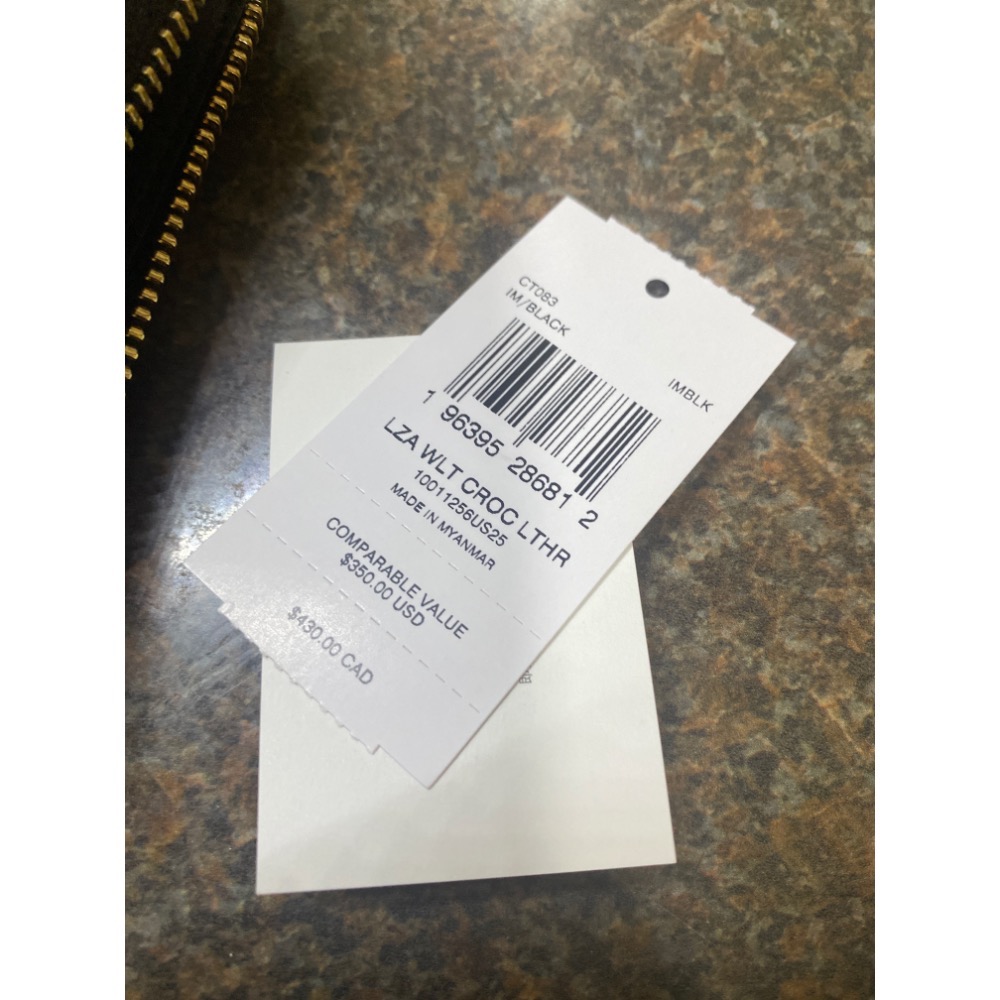 CT083
IM/BLACK
IMBLK
1 96395 28681 2
LZA WLT CROC LTHR
10011256US25
MADE IN MYANMAR
COMPARABLE VALUE
$350.00 USD
$430.00 CAD